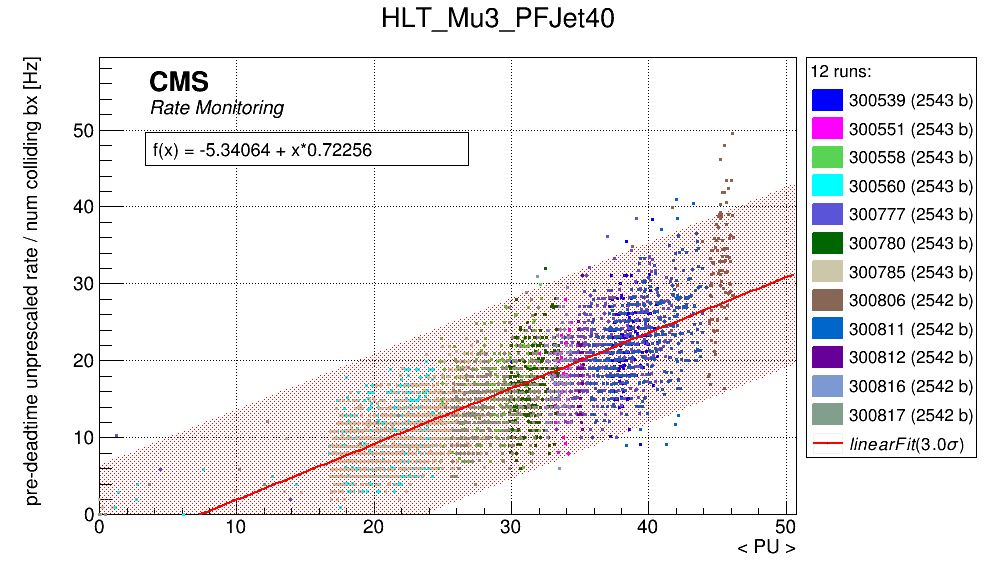 HLT_Mu3_PFJet40
pre-deadtime unprescaled rate / num colliding bx [Hz]
CMS
Rate Monitoring
f(x) = -5.34064 + x*0.72256
50
40
30
20
10
0
0 10 20 30 40 50
< PU >
12 runs:
300539 (2543 b)
300551 (2543 b)
300558 (2543 b)
300560 (2543 b)
300777 (2543 b)
300780 (2543 b)
300785 (2543 b)
300806 (2542 b)
300811 (2542 b)
300812 (2542 b)
300816 (2542 b)
300817 (2542 b)
linearFit(3.0σ)